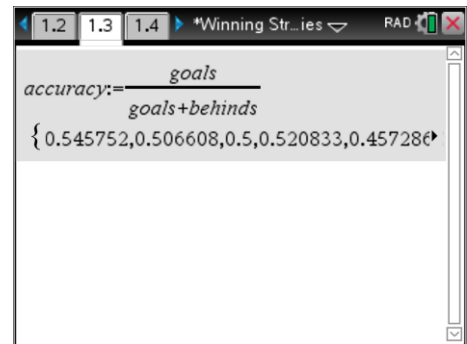 1.2 1.3 1.4 *Winning Str...ies RAD
accuracy:= goals
goals+behinds
{0.545752,0.506608,0.5,0.520833,0.457286